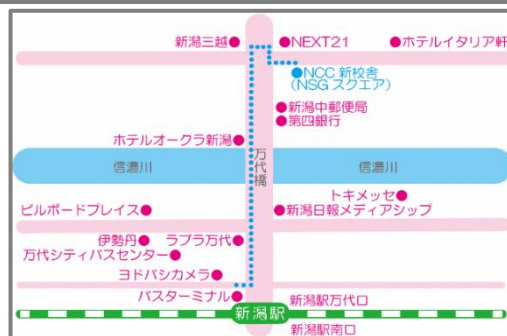 新潟三越●
●NEXT21
●ホテルイタリア軒
●NCC 新校舎
(NSG スクエア)
●新潟中郵便局
●第四銀行
ホテルオークラ新潟●
万代橋
信濃川
信濃川
トキメッセ●
ビルボードプレイス●
●新潟日報メディアシップ
伊勢丹●
ラブラ万代●
万代シティバスセンター●
ヨドバシカメラ●
バスターミナル●
新潟駅万代口
新潟駅
新潟駅南口